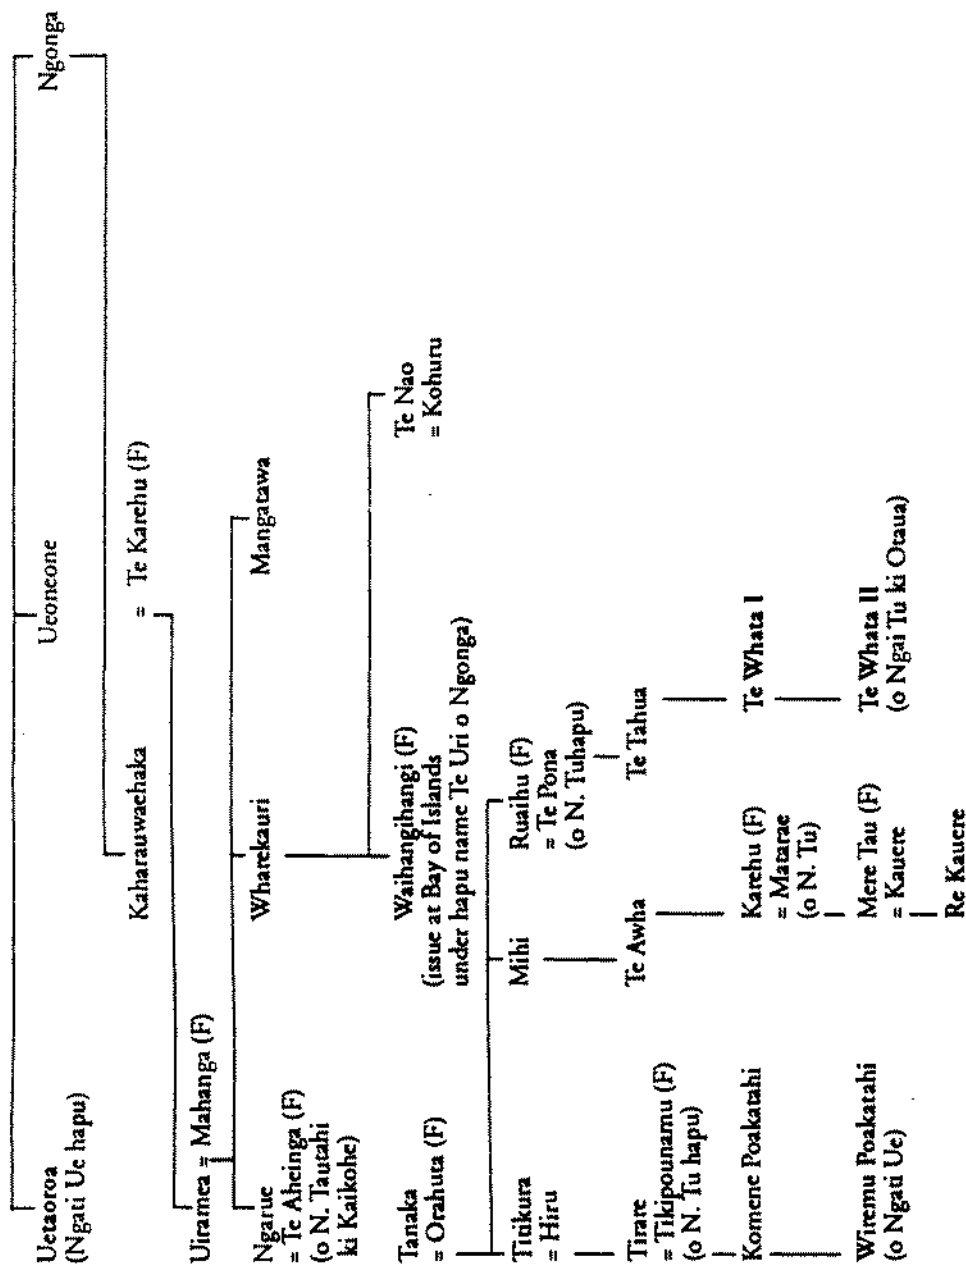 Uetaoroa
(Ngati Ue hapu)
Ueoneone
Ngonga
Kaharauwaehaka
= Te Karehu (F)
Uiramea = Mahanga (F)
Ngarue
= Te Aheinga (F)
(o N. Tautahi
ki Kaikohe)
Wharekauri
Mangatawa
Tanaka
= Orahuta (F)
Waihangihangi (F)
(issue at Bay of Islands
under hapu name Te Uri o Ngonga)
Te Nao
= Kohuru
Titikura
= Hiru
Mihi
Ruaihu (F)
= Te Pona
(o N. Tuhapu)
Tirare
= Tikipounamu (F)
(o N. Tu hapu)
Te Awha
Te Tahua
Komene Poakatahi
Karehu (F)
= Matarae
(o N. Tu)
Te Whata I
Wiremu Poakatahi
(o Ngati Ue)
Mere Tau (F)
= Kauere
Te Whata II
(o Ngai Tu ki Otaua)
Re Kauere